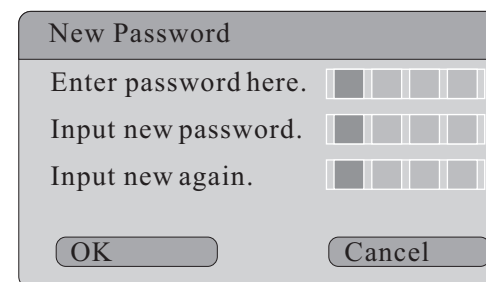 New Password
Enter password here.
Input new password.
Input new again.
OK
Cancel